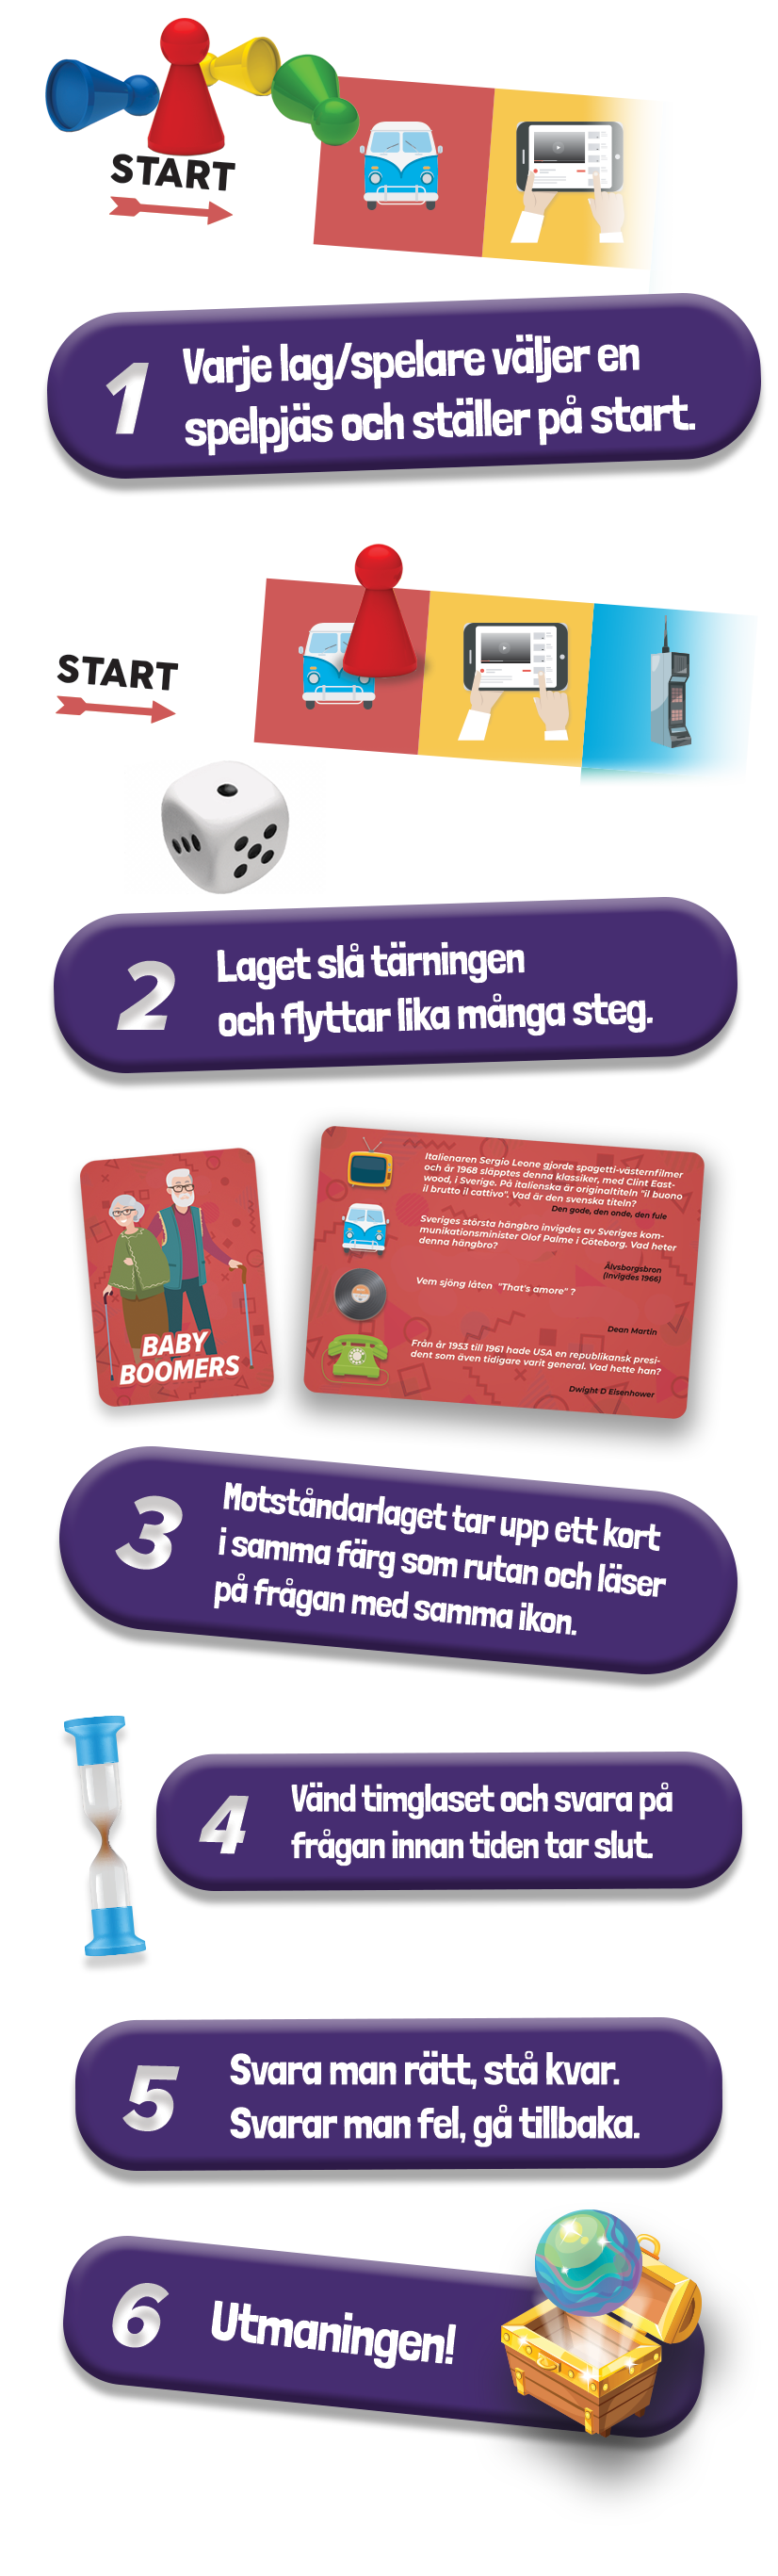 START
1
Varje lag/spelare väljer en
spelpjäs och ställer på start.
START
2
Laget slå tärningen
och flyttar lika många steg.
BABY
BOOMERS
Italienaren Sergio Leone gjorde spagetti-västernfilmer
och år 1968 släpptes denna klassiker, med Clint East-
wood, i Sverige. På italienska är originaltiteln "il buono
il brutto il cattivo". Vad är den svenska titeln?
Den gode, den onde, den fule
Sveriges största hängbro invigdes av Sveriges kom-
munikationsminister Olof Palme i Göteborg. Vad heter
denna hängbro?
Älvsborgsbron
(invigdes 1966)
Vem sjöng låten "That's amore" ?
Dean Martin
Från år 1953 till 1961 hade USA en republikansk presi-
dent som även tidigare varit general. Vad hette han?
Dwight D Eisenhower
3
Motståndarlaget tar upp ett kort
i samma färg som rutan och läser
på frågan med samma ikon.
4
Vänd timglaset och svara på
frågan innan tiden tar slut.
5
Svara man rätt, stå kvar.
Svarar man fel, gå tillbaka.
6
Utmaningen!